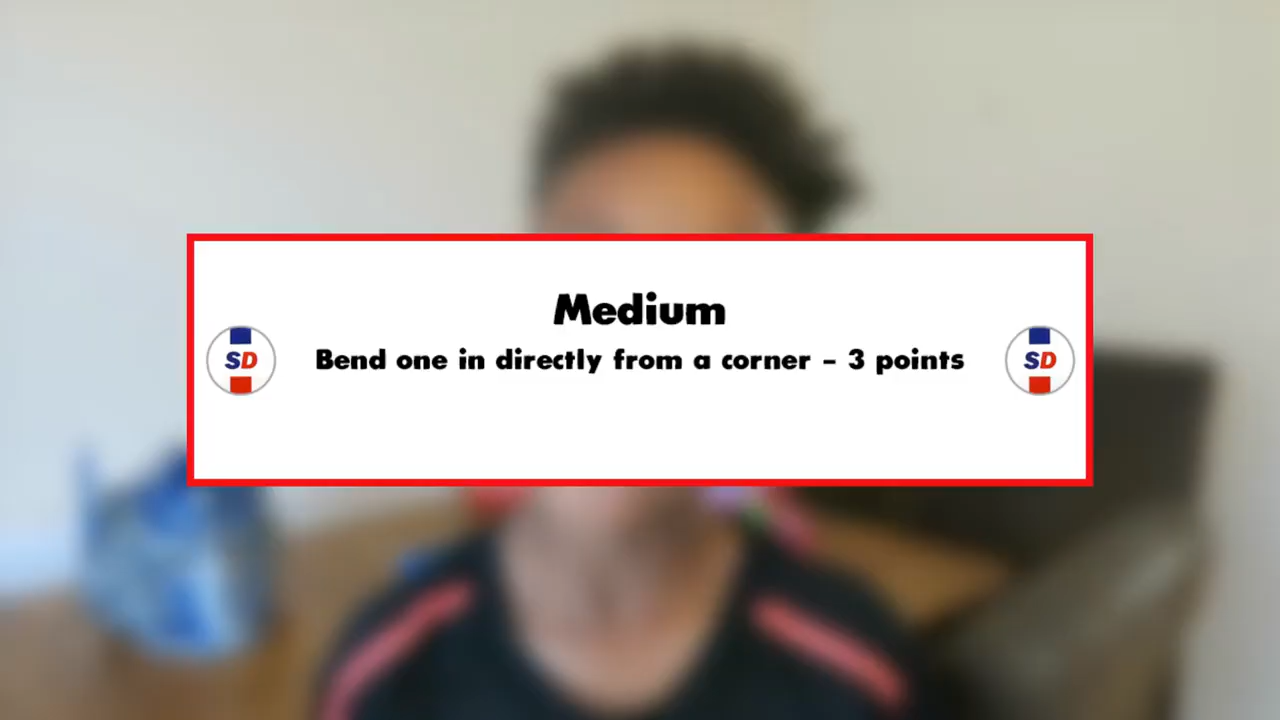 Medium
SD Bend one in directly from a corner – 3 points SD